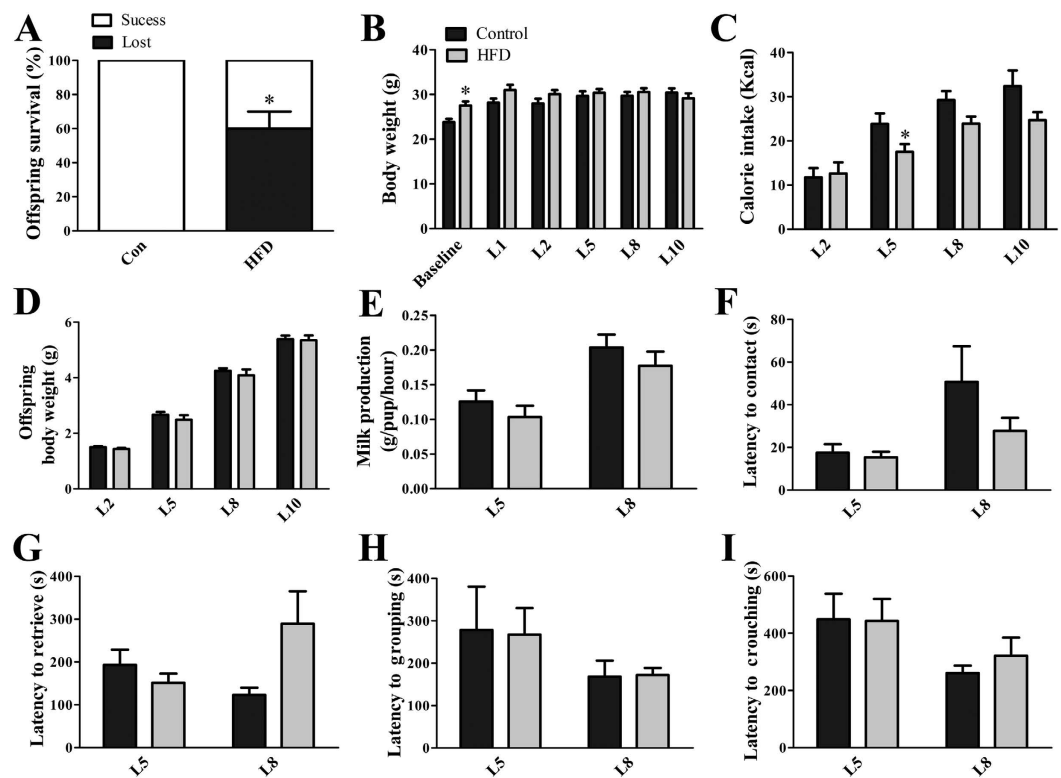 A
Sucess
Lost
Offspring survival (%)
100
80
60
40
20
0
*
Con
HFD
B
Control
HFD
Body weight (g)
40
30
20
10
0
*
Baseline
L1
L2
L5
L8
L10
C
Calorie intake (Kcal)
40
30
20
10
0
*
L2
L5
L8
L10
D
Offspring
body weight (g)
6
4
2
0
L2
L5
L8
L10
E
Milk production
(g/pup/hour)
0.25
0.20
0.15
0.10
0.05
0.00
L5
L8
F
Latency to contact (s)
80
60
40
20
0
L5
L8
G
Latency to retrieve (s)
400
300
200
100
0
L5
L8
H
Latency to grouping (s)
400
300
200
100
0
L5
L8
I
Latency to crouching (s)
600
400
200
0
L5
L8